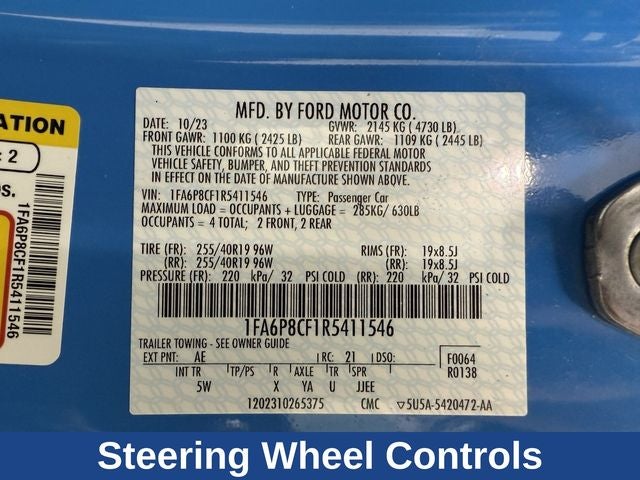 MFD. BY FORD MOTOR CO.
DATE: 10/23 GVWR: 2145 KG ( 4730 LB)
FRONT GAWR: 1100 KG ( 2425 LB) REAR GAWR: 1109 KG ( 2445 LB)
THIS VEHICLE CONFORMS TO ALL APPLICABLE FEDERAL MOTOR
VEHICLE SAFETY, BUMPER, AND THEFT PREVENTION STANDARDS
IN EFFECT ON THE DATE OF MANUFACTURE SHOWN ABOVE.
VIN: 1FA6P8CF1R5411546 TYPE: Passenger Car
MAXIMUM LOAD = OCCUPANTS + LUGGAGE = 285KG/ 630LB
OCCUPANTS = 4 TOTAL; 2 FRONT, 2 REAR
TIRE (FR): 255/40R19 96W RIMS (FR): 19x8.5J
(RR): 255/40R19 96W (RR): 19x8.5J
PRESSURE (FR): 220 kPa/ 32 PSI COLD (RR): 220 kPa/ 32 PSI COLD
1FA6P8CF1R5411546
TRAILER TOWING - SEE OWNER GUIDE
EXT PNT: AE RC: 21 DSO: F0064
R0138
INT TR TP/PS R AXLE TR SPR
5W X YA U JJEE
1202310265375 CMC ▽5U5A-5420472-AA
ATION
: 2
OS.
1FA6P8CF1R5411546
Steering Wheel Controls